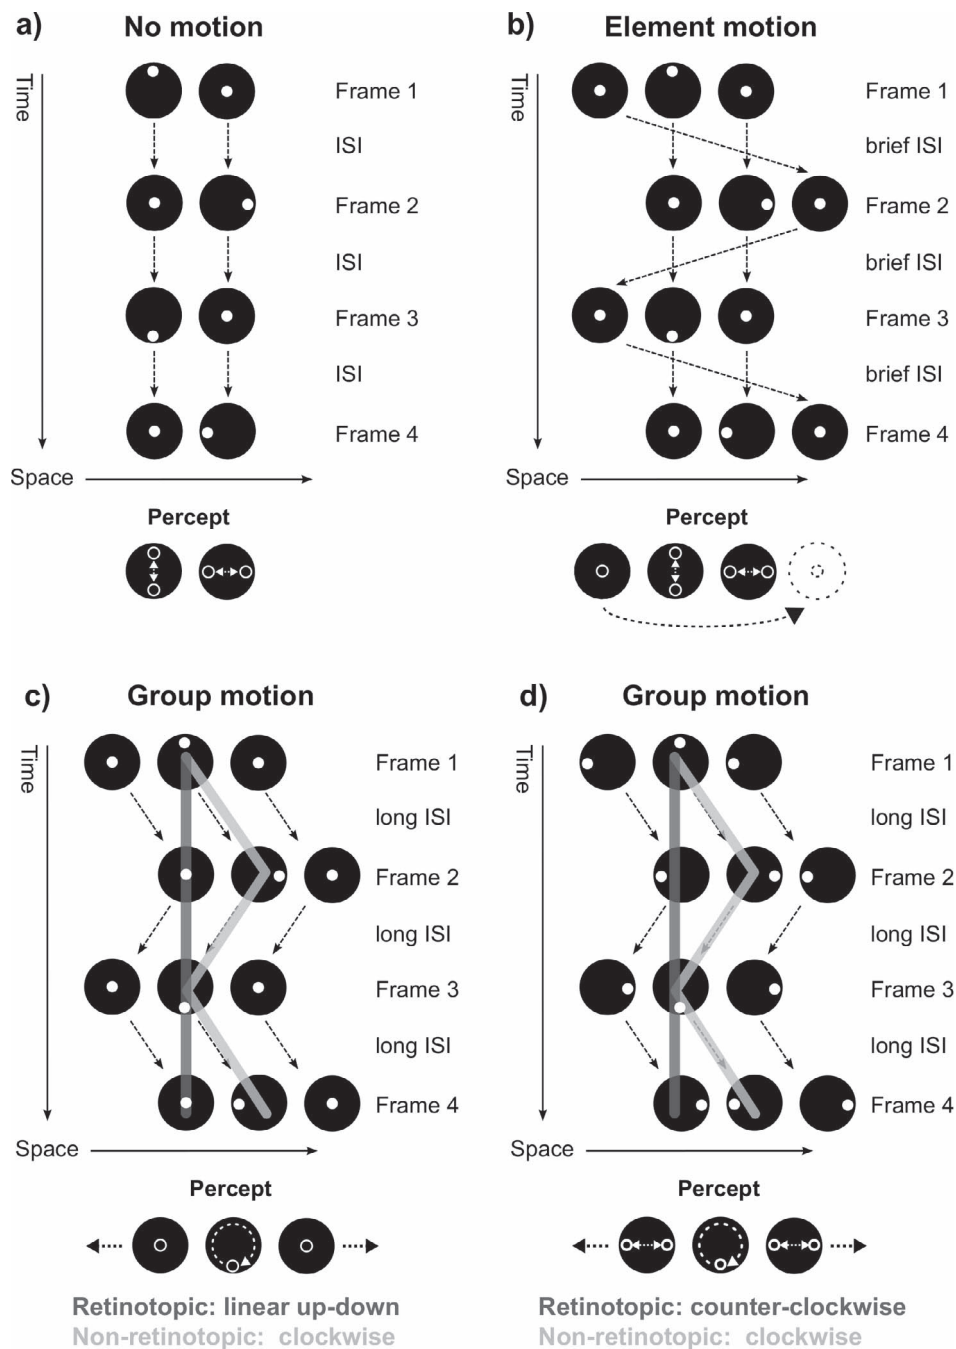 a) No motion
Time
Frame 1
ISI
Frame 2
ISI
Frame 3
ISI
Frame 4
Space
Percept
b) Element motion
Time
Frame 1
brief ISI
Frame 2
brief ISI
Frame 3
brief ISI
Frame 4
Space
Percept
c) Group motion
Time
Frame 1
long ISI
Frame 2
long ISI
Frame 3
long ISI
Frame 4
Space
Percept
Retinotopic: linear up-down
Non-retinotopic: clockwise
d) Group motion
Time
Frame 1
long ISI
Frame 2
long ISI
Frame 3
long ISI
Frame 4
Space
Percept
Retinotopic: counter-clockwise
Non-retinotopic: clockwise